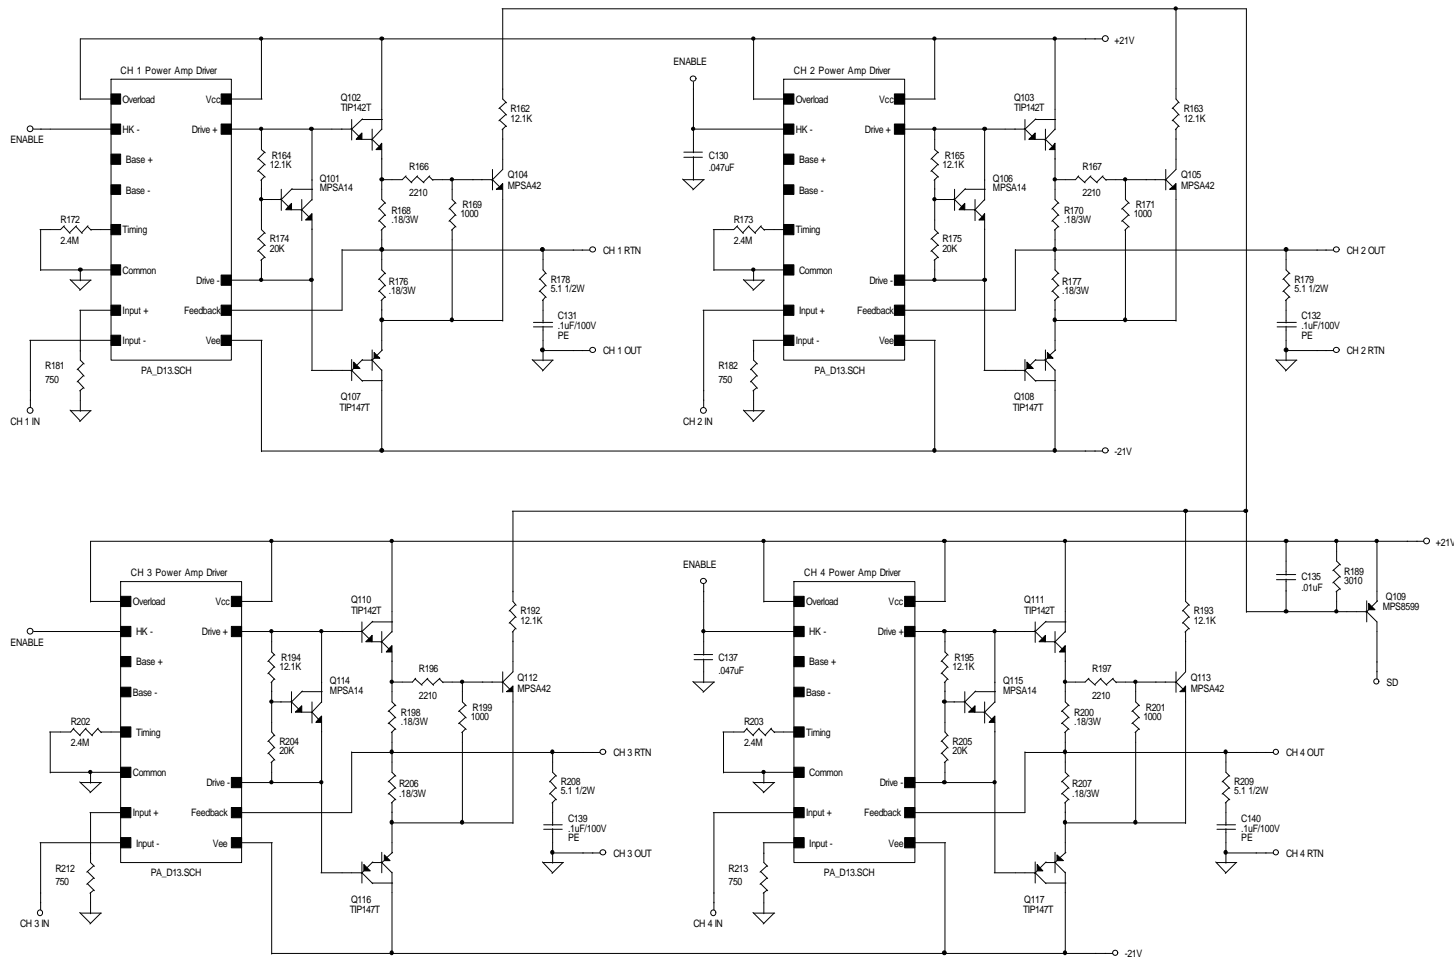 CH 1 Power Amp Driver
Overload
HK -
Base +
Base -
Timing
Common
Input +
Input -
Vcc
Drive +
Drive -
Feedback
Vee
PA_D13.SCH
ENABLE
R172
2.4M
R181
750
CH 1 IN
R164
12.1K
Q101
MPSA14
R174
20K
Q102
TIP142T
R166
2210
R168
.18/3W
R169
1000
R176
.18/3W
Q107
TIP147T
R162
12.1K
Q104
MPSA42
CH 1 RTN
R178
5.1 1/2W
C131
.1uF/100V
PE
CH 1 OUT
ENABLE
C130
.047uF
CH 2 Power Amp Driver
Overload
HK -
Base +
Base -
Timing
Common
Input +
Input -
Vcc
Drive +
Drive -
Feedback
Vee
PA_D13.SCH
R173
2.4M
R182
750
CH 2 IN
R165
12.1K
Q106
MPSA14
R175
20K
Q103
TIP142T
R167
2210
R170
.18/3W
R171
1000
R177
.18/3W
Q108
TIP147T
+21V
R163
12.1K
Q105
MPSA42
CH 2 OUT
R179
5.1 1/2W
C132
.1uF/100V
PE
CH 2 RTN
-21V
CH 3 Power Amp Driver
Overload
HK -
Base +
Base -
Timing
Common
Input +
Input -
Vcc
Drive +
Drive -
Feedback
Vee
PA_D13.SCH
ENABLE
R202
2.4M
R212
750
CH 3 IN
R194
12.1K
Q114
MPSA14
R204
20K
Q110
TIP142T
R196
2210
R198
.18/3W
R199
1000
R206
.18/3W
Q116
TIP147T
R192
12.1K
Q112
MPSA42
CH 3 RTN
R208
5.1 1/2W
C139
.1uF/100V
PE
CH 3 OUT
ENABLE
C137
.047uF
CH 4 Power Amp Driver
Overload
HK -
Base +
Base -
Timing
Common
Input +
Input -
Vcc
Drive +
Drive -
Feedback
Vee
PA_D13.SCH
R203
2.4M
R213
750
CH 4 IN
R195
12.1K
Q115
MPSA14
R205
20K
Q111
TIP142T
R197
2210
R200
.18/3W
R201
1000
R207
.18/3W
Q117
TIP147T
R193
12.1K
Q113
MPSA42
CH 4 OUT
R209
5.1 1/2W
C140
.1uF/100V
PE
CH 4 RTN
-21V
+21V
C135
.01uF
R189
3010
Q109
MPS8599
SD